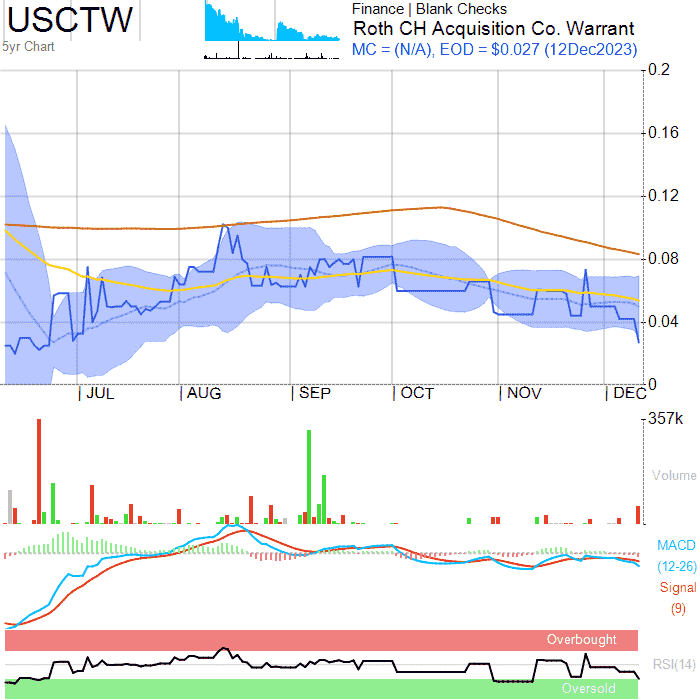 USCTW
5yr Chart
Finance | Blank Checks
Roth CH Acquisition Co. Warrant
MC = (N/A), EOD = $0.027 (12Dec2023)
0.2
0.16
0.12
0.08
0.04
0
JUL AUG SEP OCT NOV DEC
357k
Volume
MACD
(12-26)
Signal
(9)
Overbought
RSI(14)
Oversold